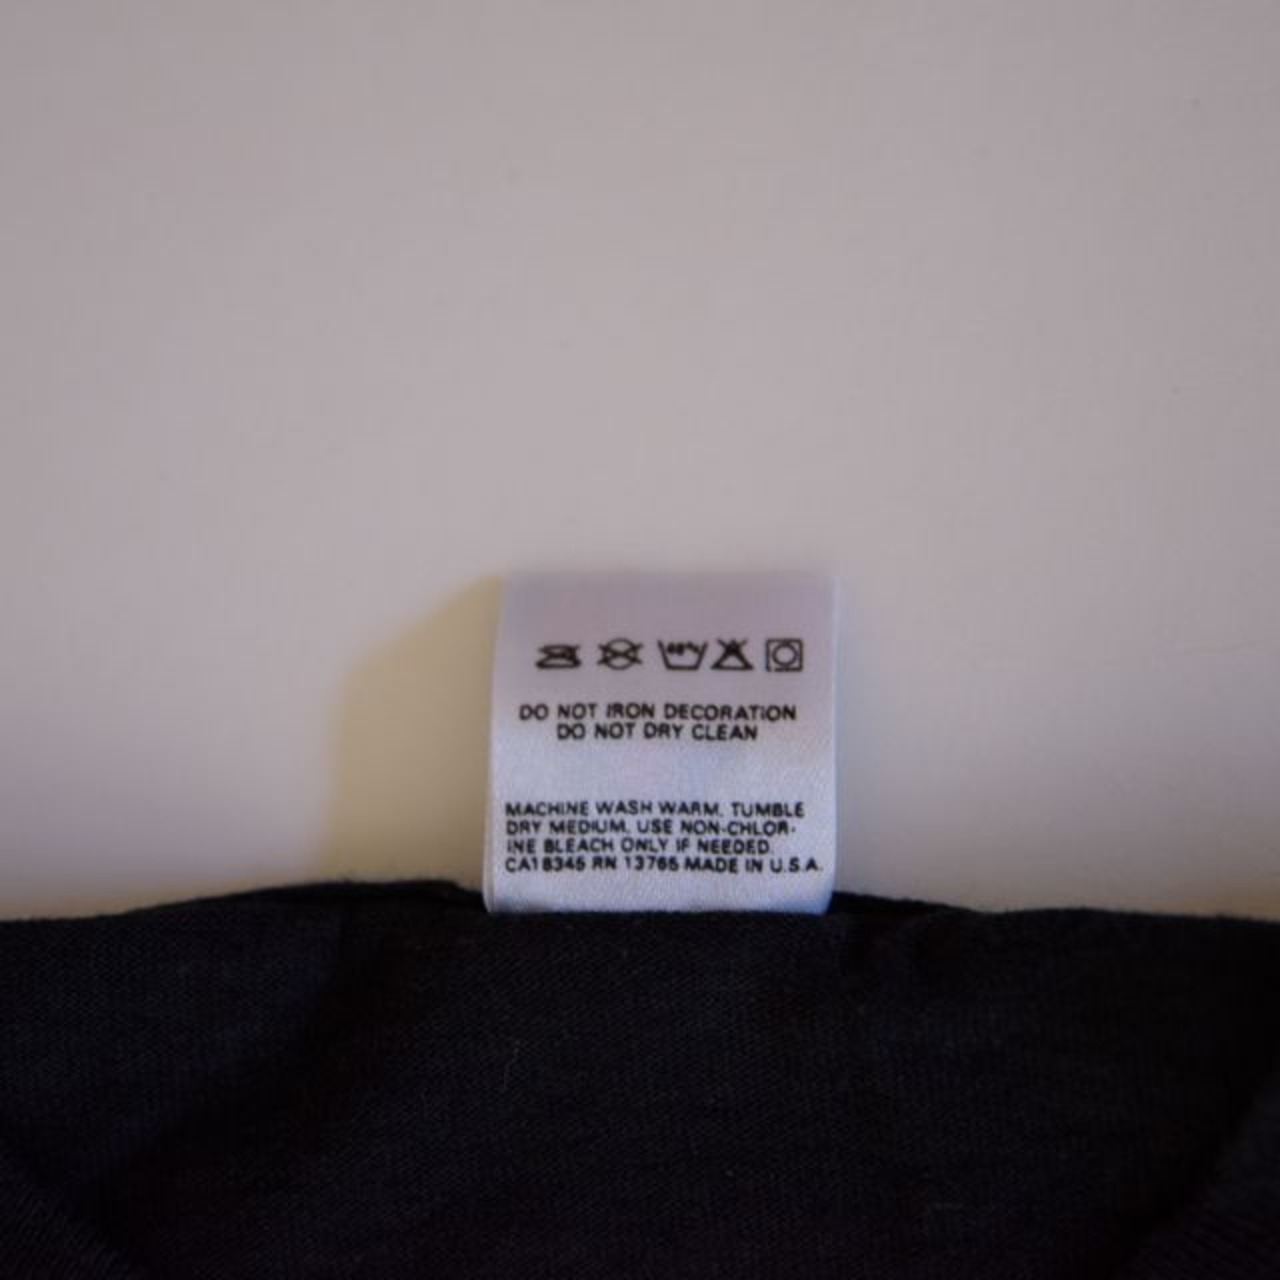 40°c
DO NOT IRON DECORATION
DO NOT DRY CLEAN
MACHINE WASH WARM, TUMBLE
DRY MEDIUM. USE NON-CHLOR-
INE BLEACH ONLY IF NEEDED.
CA18345 RN 13765 MADE IN U.S.A.